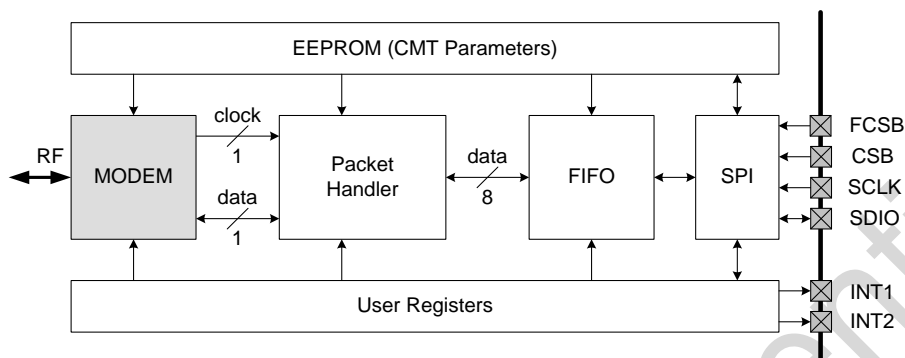 EEPROM (CMT Parameters)
RF
MODEM
clock
1
data
1
Packet
Handler
data
8
FIFO
SPI
FCSB
CSB
SCLK
SDIO
User Registers
INT1
INT2